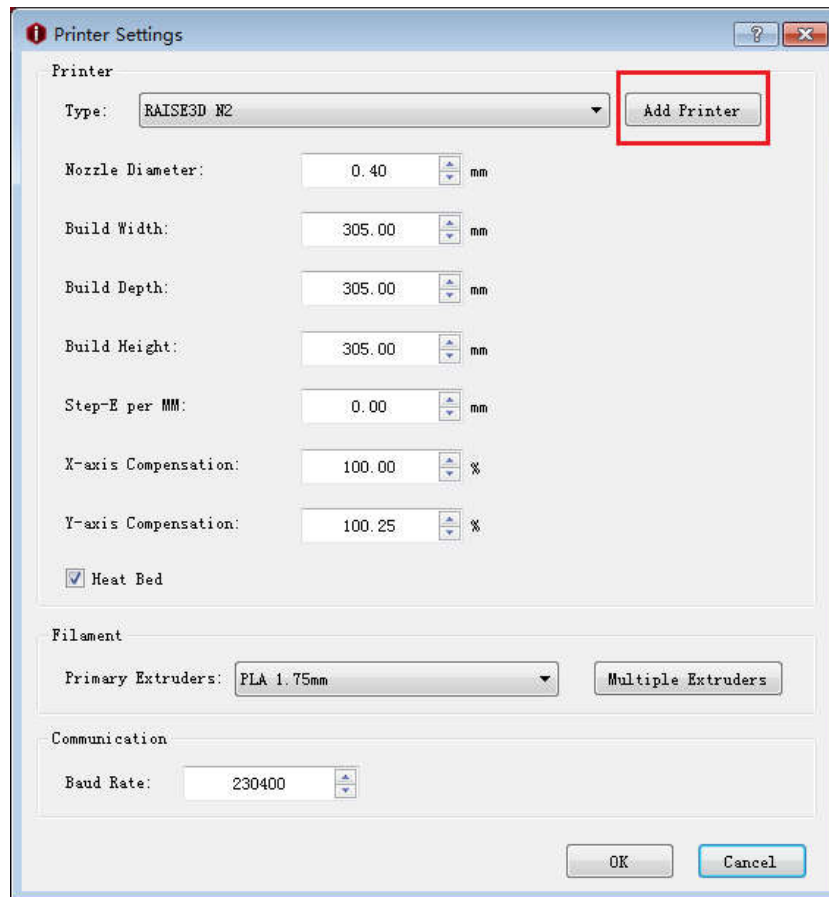 Printer Settings
Printer
Type: RAISE3D N2 Add Printer
Nozzle Diameter: 0.40 mm
Build Width: 305.00 mm
Build Depth: 305.00 mm
Build Height: 305.00 mm
Step-E per MM: 0.00 mm
X-axis Compensation: 100.00 %
Y-axis Compensation: 100.25 %
Heat Bed
Filament
Primary Extruders: PLA 1.75mm Multiple Extruders
Communication
Baud Rate: 230400
OK Cancel